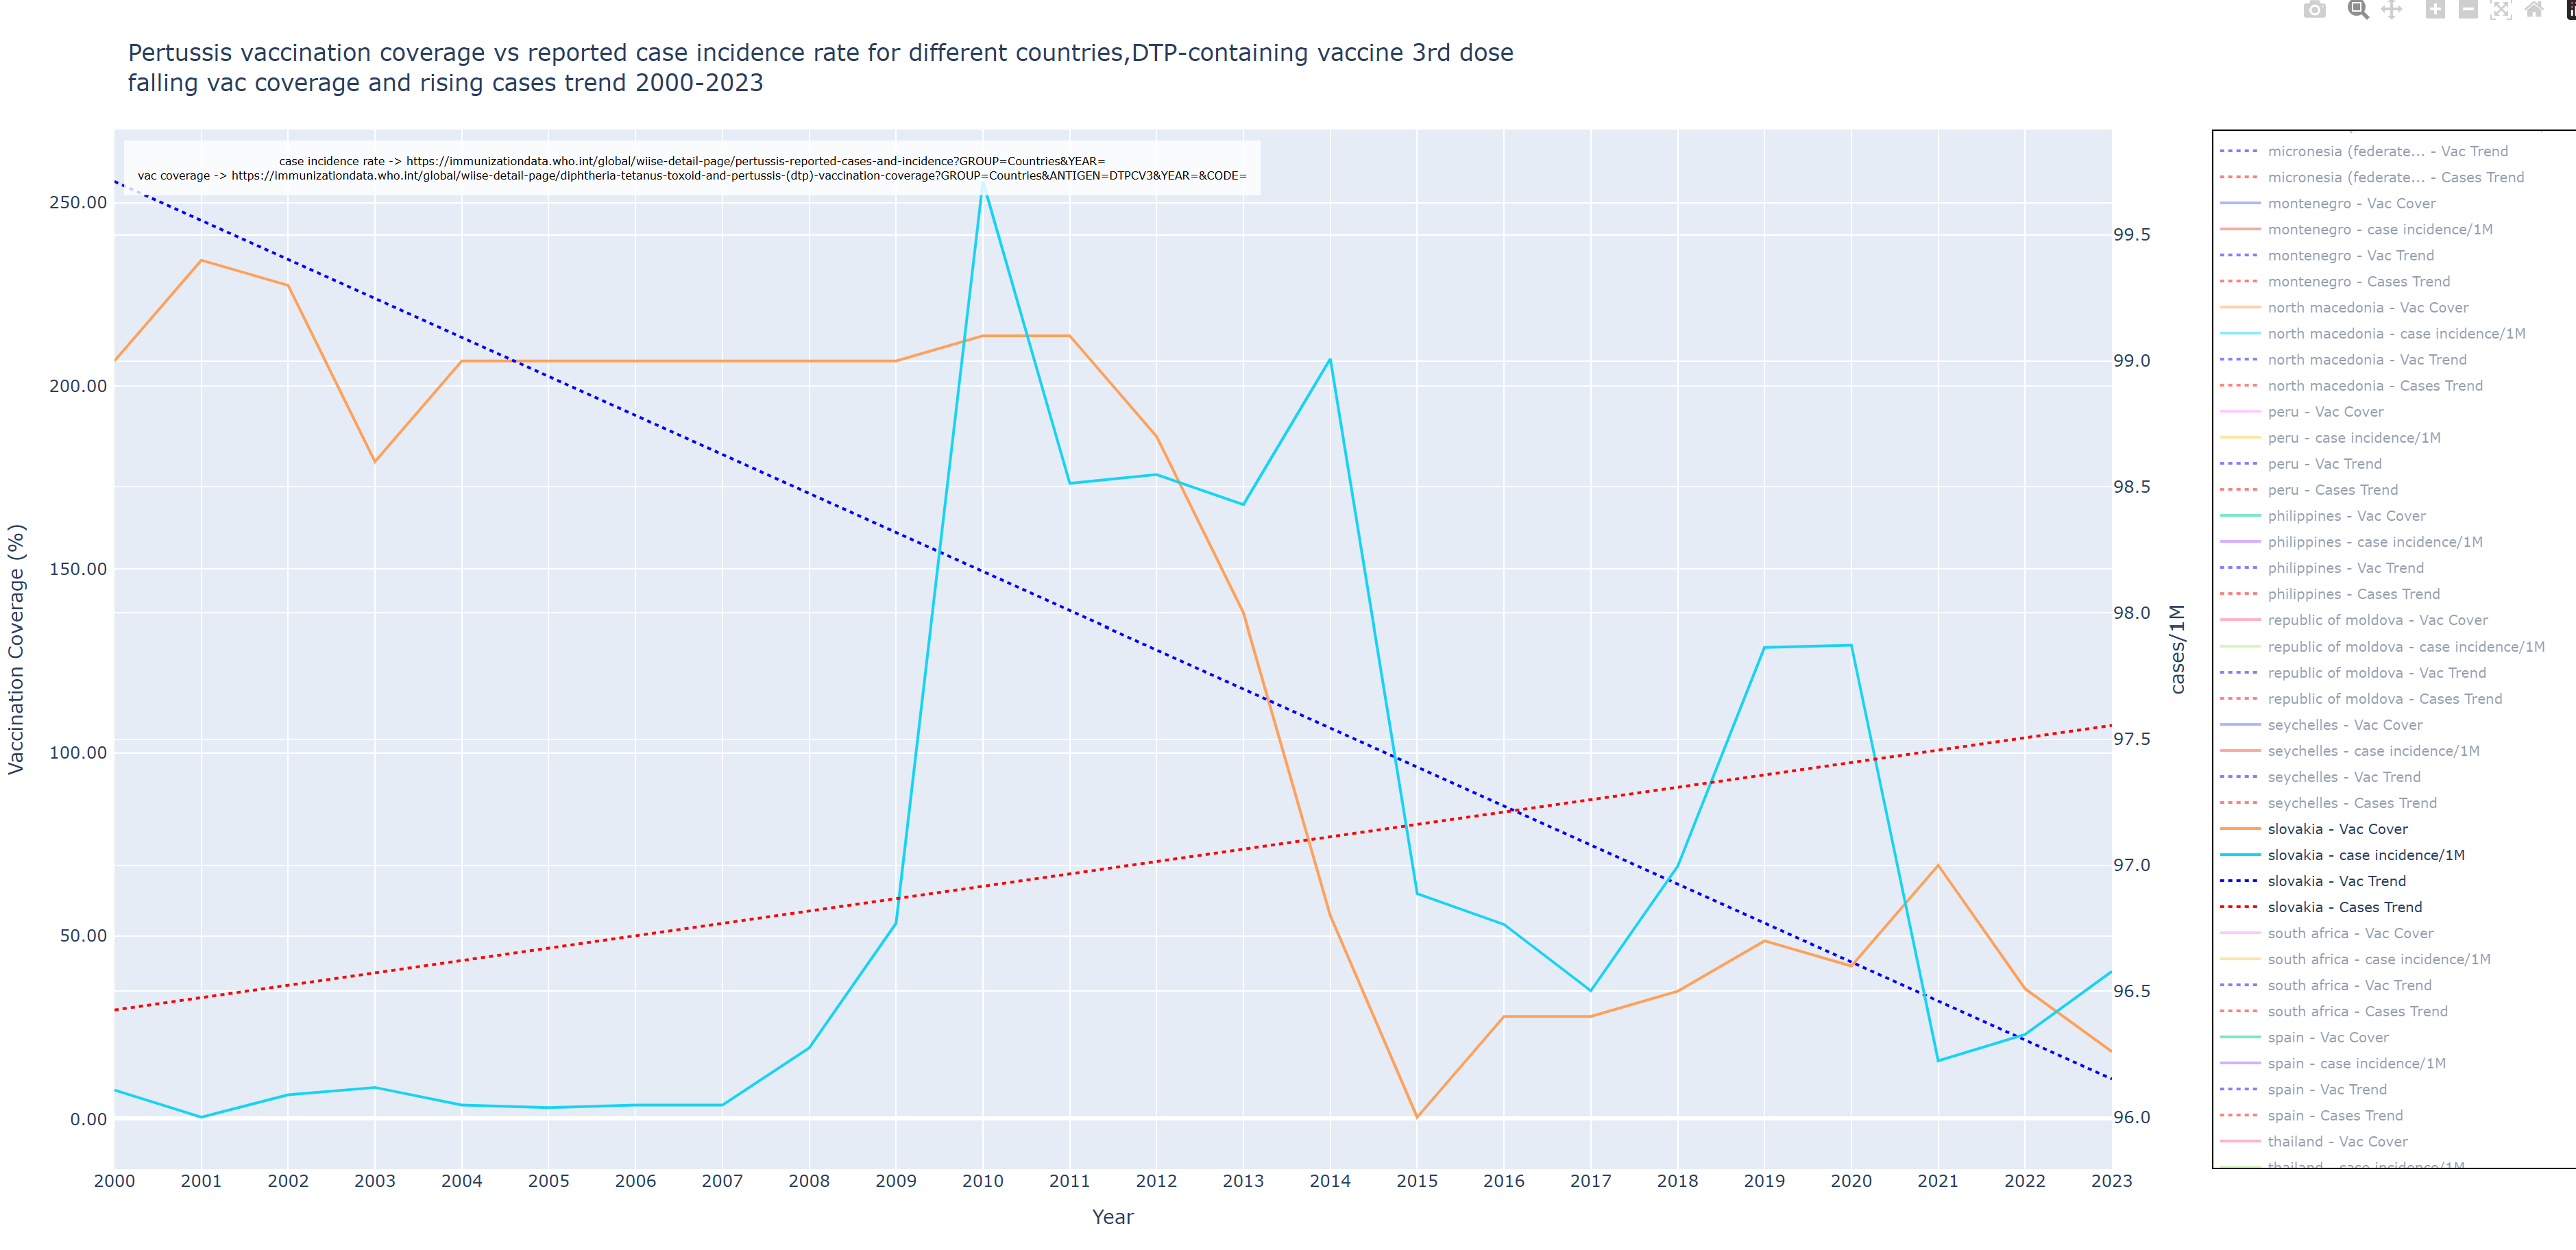 Pertussis vaccination coverage vs reported case incidence rate for different countries,DTP-containing vaccine 3rd dose
falling vac coverage and rising cases trend 2000-2023
case incidence rate -> https://immunizationdata.who.int/global/wiise-detail-page/pertussis-reported-cases-and-incidence?GROUP=Countries&YEAR=
vac coverage -> https://immunizationdata.who.int/global/wiise-detail-page/diphtheria-tetanus-toxoid-and-pertussis-(dtp)-vaccination-coverage?GROUP=Countries&ANTIGEN=DTPCV3&YEAR=&CODE=
Vaccination Coverage (%)
250.00
200.00
150.00
100.00
50.00
0.00
2000 2001 2002 2003 2004 2005 2006 2007 2008 2009 2010 2011 2012 2013 2014 2015 2016 2017 2018 2019 2020 2021 2022 2023
Year
99.5
99.0
98.5
98.0
97.5
97.0
96.5
96.0
cases/1M
micronesia (federate... - Vac Trend
micronesia (federate... - Cases Trend
montenegro - Vac Cover
montenegro - case incidence/1M
montenegro - Vac Trend
montenegro - Cases Trend
north macedonia - Vac Cover
north macedonia - case incidence/1M
north macedonia - Vac Trend
north macedonia - Cases Trend
peru - Vac Cover
peru - case incidence/1M
peru - Vac Trend
peru - Cases Trend
philippines - Vac Cover
philippines - case incidence/1M
philippines - Vac Trend
philippines - Cases Trend
republic of moldova - Vac Cover
republic of moldova - case incidence/1M
republic of moldova - Vac Trend
republic of moldova - Cases Trend
seychelles - Vac Cover
seychelles - case incidence/1M
seychelles - Vac Trend
seychelles - Cases Trend
slovakia - Vac Cover
slovakia - case incidence/1M
slovakia - Vac Trend
slovakia - Cases Trend
south africa - Vac Cover
south africa - case incidence/1M
south africa - Vac Trend
south africa - Cases Trend
spain - Vac Cover
spain - case incidence/1M
spain - Vac Trend
spain - Cases Trend
thailand - Vac Cover
thailand - case incidence/1M